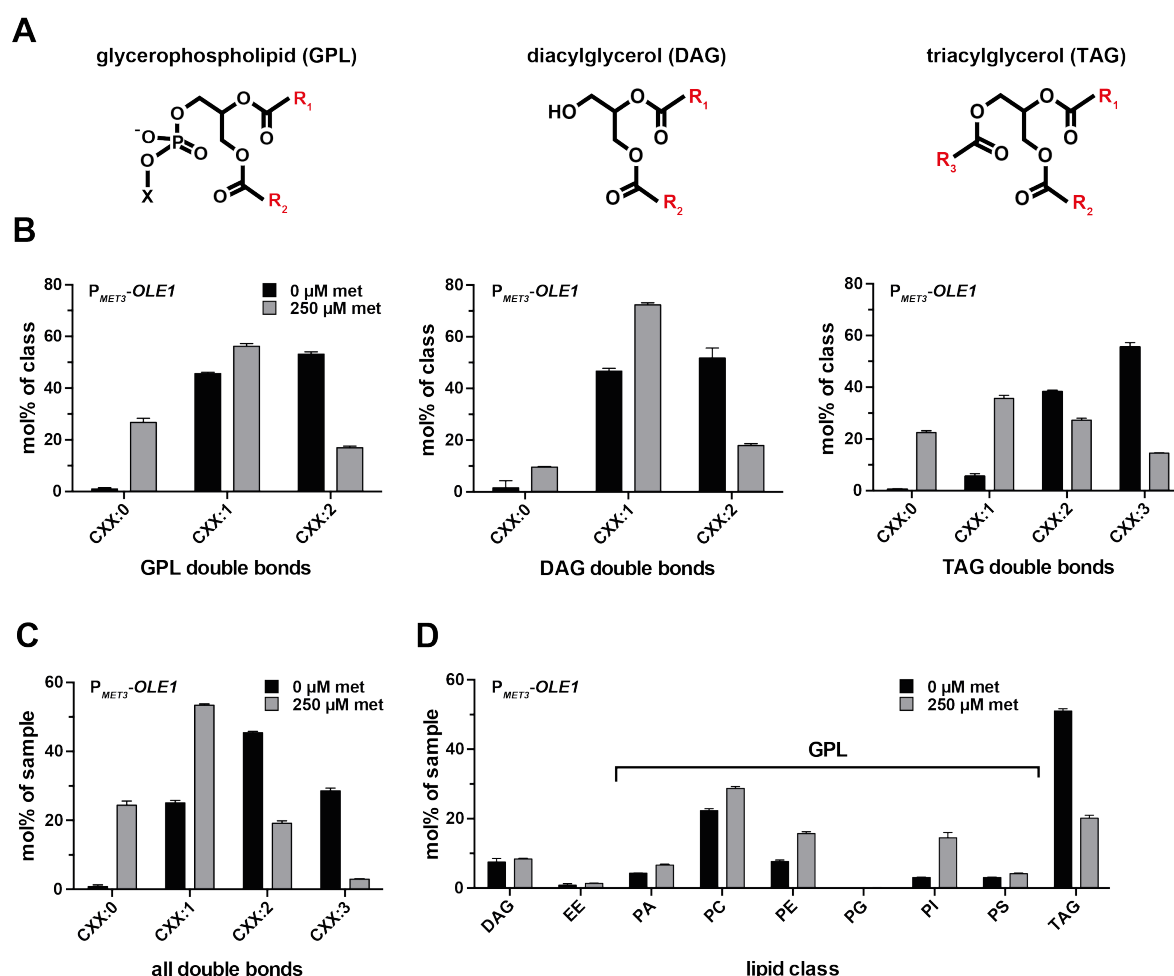 A
glycerophospholipid (GPL)
diacylglycerol (DAG)
triacylglycerol (TAG)
O
O
R1
-O
P
O
O
O
O
X
O
R2
HO
O
R1
O
O
O
R2
O
O
R1
O
O
R3
O
O
R2
B
80
60
40
20
0
mol% of class
PMET3-OLE1
0 µM met
250 µM met
CXX:0
CXX:1
CXX:2
GPL double bonds
80
60
40
20
0
mol% of class
PMET3-OLE1
CXX:0
CXX:1
CXX:2
DAG double bonds
80
60
40
20
0
mol% of class
PMET3-OLE1
CXX:0
CXX:1
CXX:2
CXX:3
TAG double bonds
C
60
40
20
0
mol% of sample
PMET3-OLE1
0 µM met
250 µM met
CXX:0
CXX:1
CXX:2
CXX:3
all double bonds
D
60
40
20
0
mol% of sample
PMET3-OLE1
0 µM met
250 µM met
GPL
DAG
EE
PA
PC
PE
PG
PI
PS
TAG
lipid class